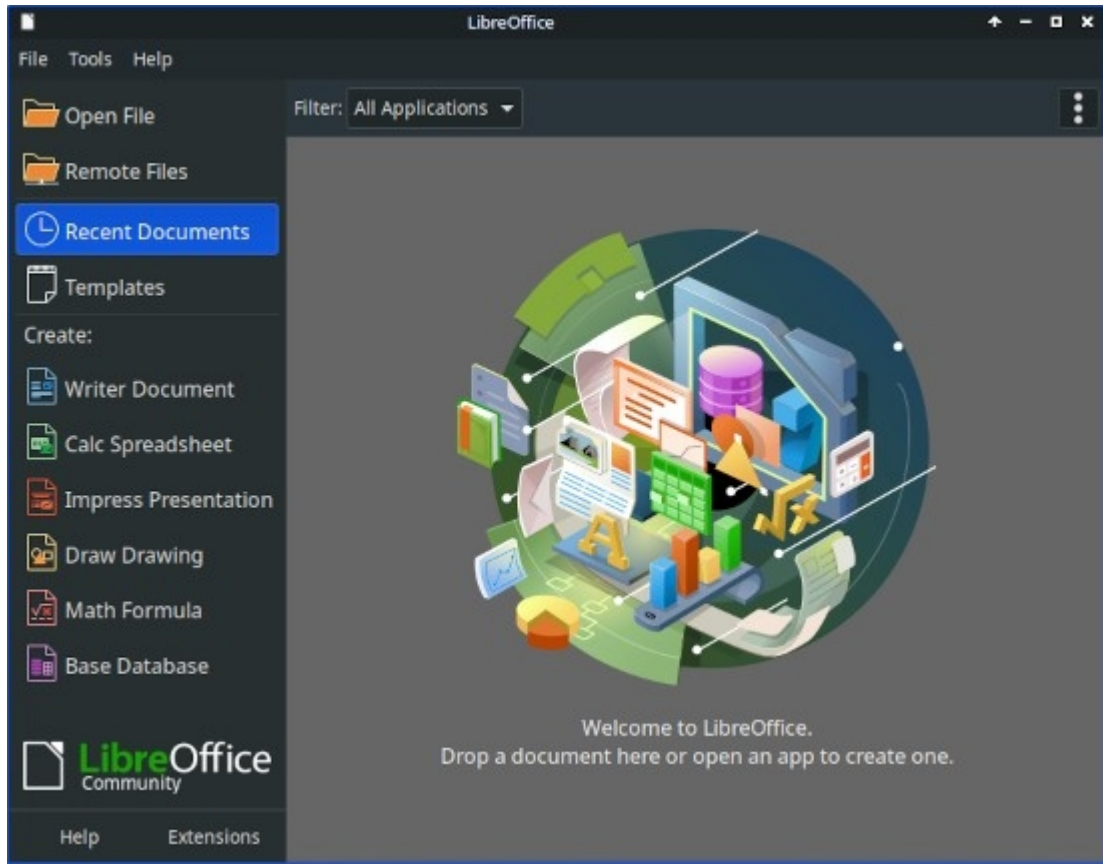 LibreOffice
File Tools Help
Open File
Remote Files
Recent Documents
Templates
Create:
Writer Document
Calc Spreadsheet
Impress Presentation
Draw Drawing
Math Formula
Base Database
LibreOffice
Community
Help Extensions
Filter: All Applications
A
√x
Welcome to LibreOffice.
Drop a document here or open an app to create one.